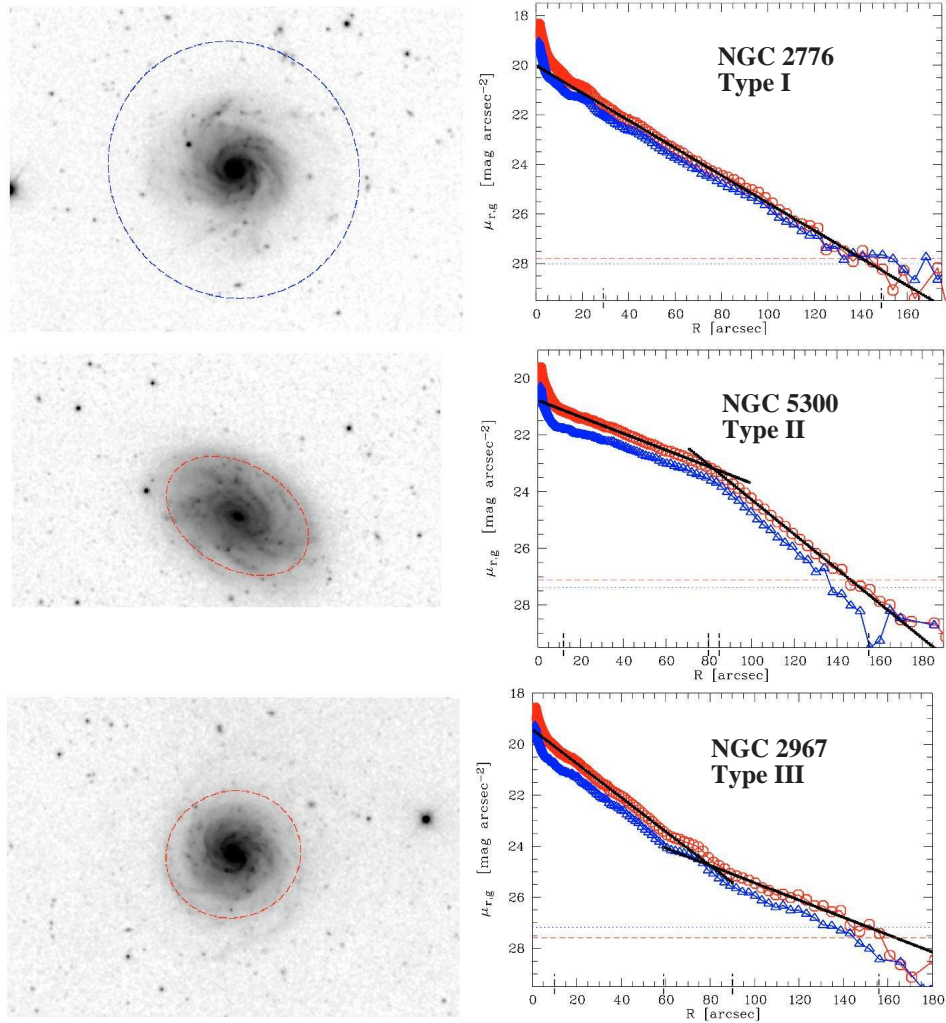 18
20
22
24
26
28
μr,g [mag arcsec−2]
NGC 2776
Type I
0 20 40 60 80 100 120 140 160
R [arcsec]
20
22
24
26
28
μr,g [mag arcsec−2]
NGC 5300
Type II
0 20 40 60 80 100 120 140 160 180
R [arcsec]
18
20
22
24
26
28
μr,g [mag arcsec−2]
NGC 2967
Type III
0 20 40 60 80 100 120 140 160 180
R [arcsec]